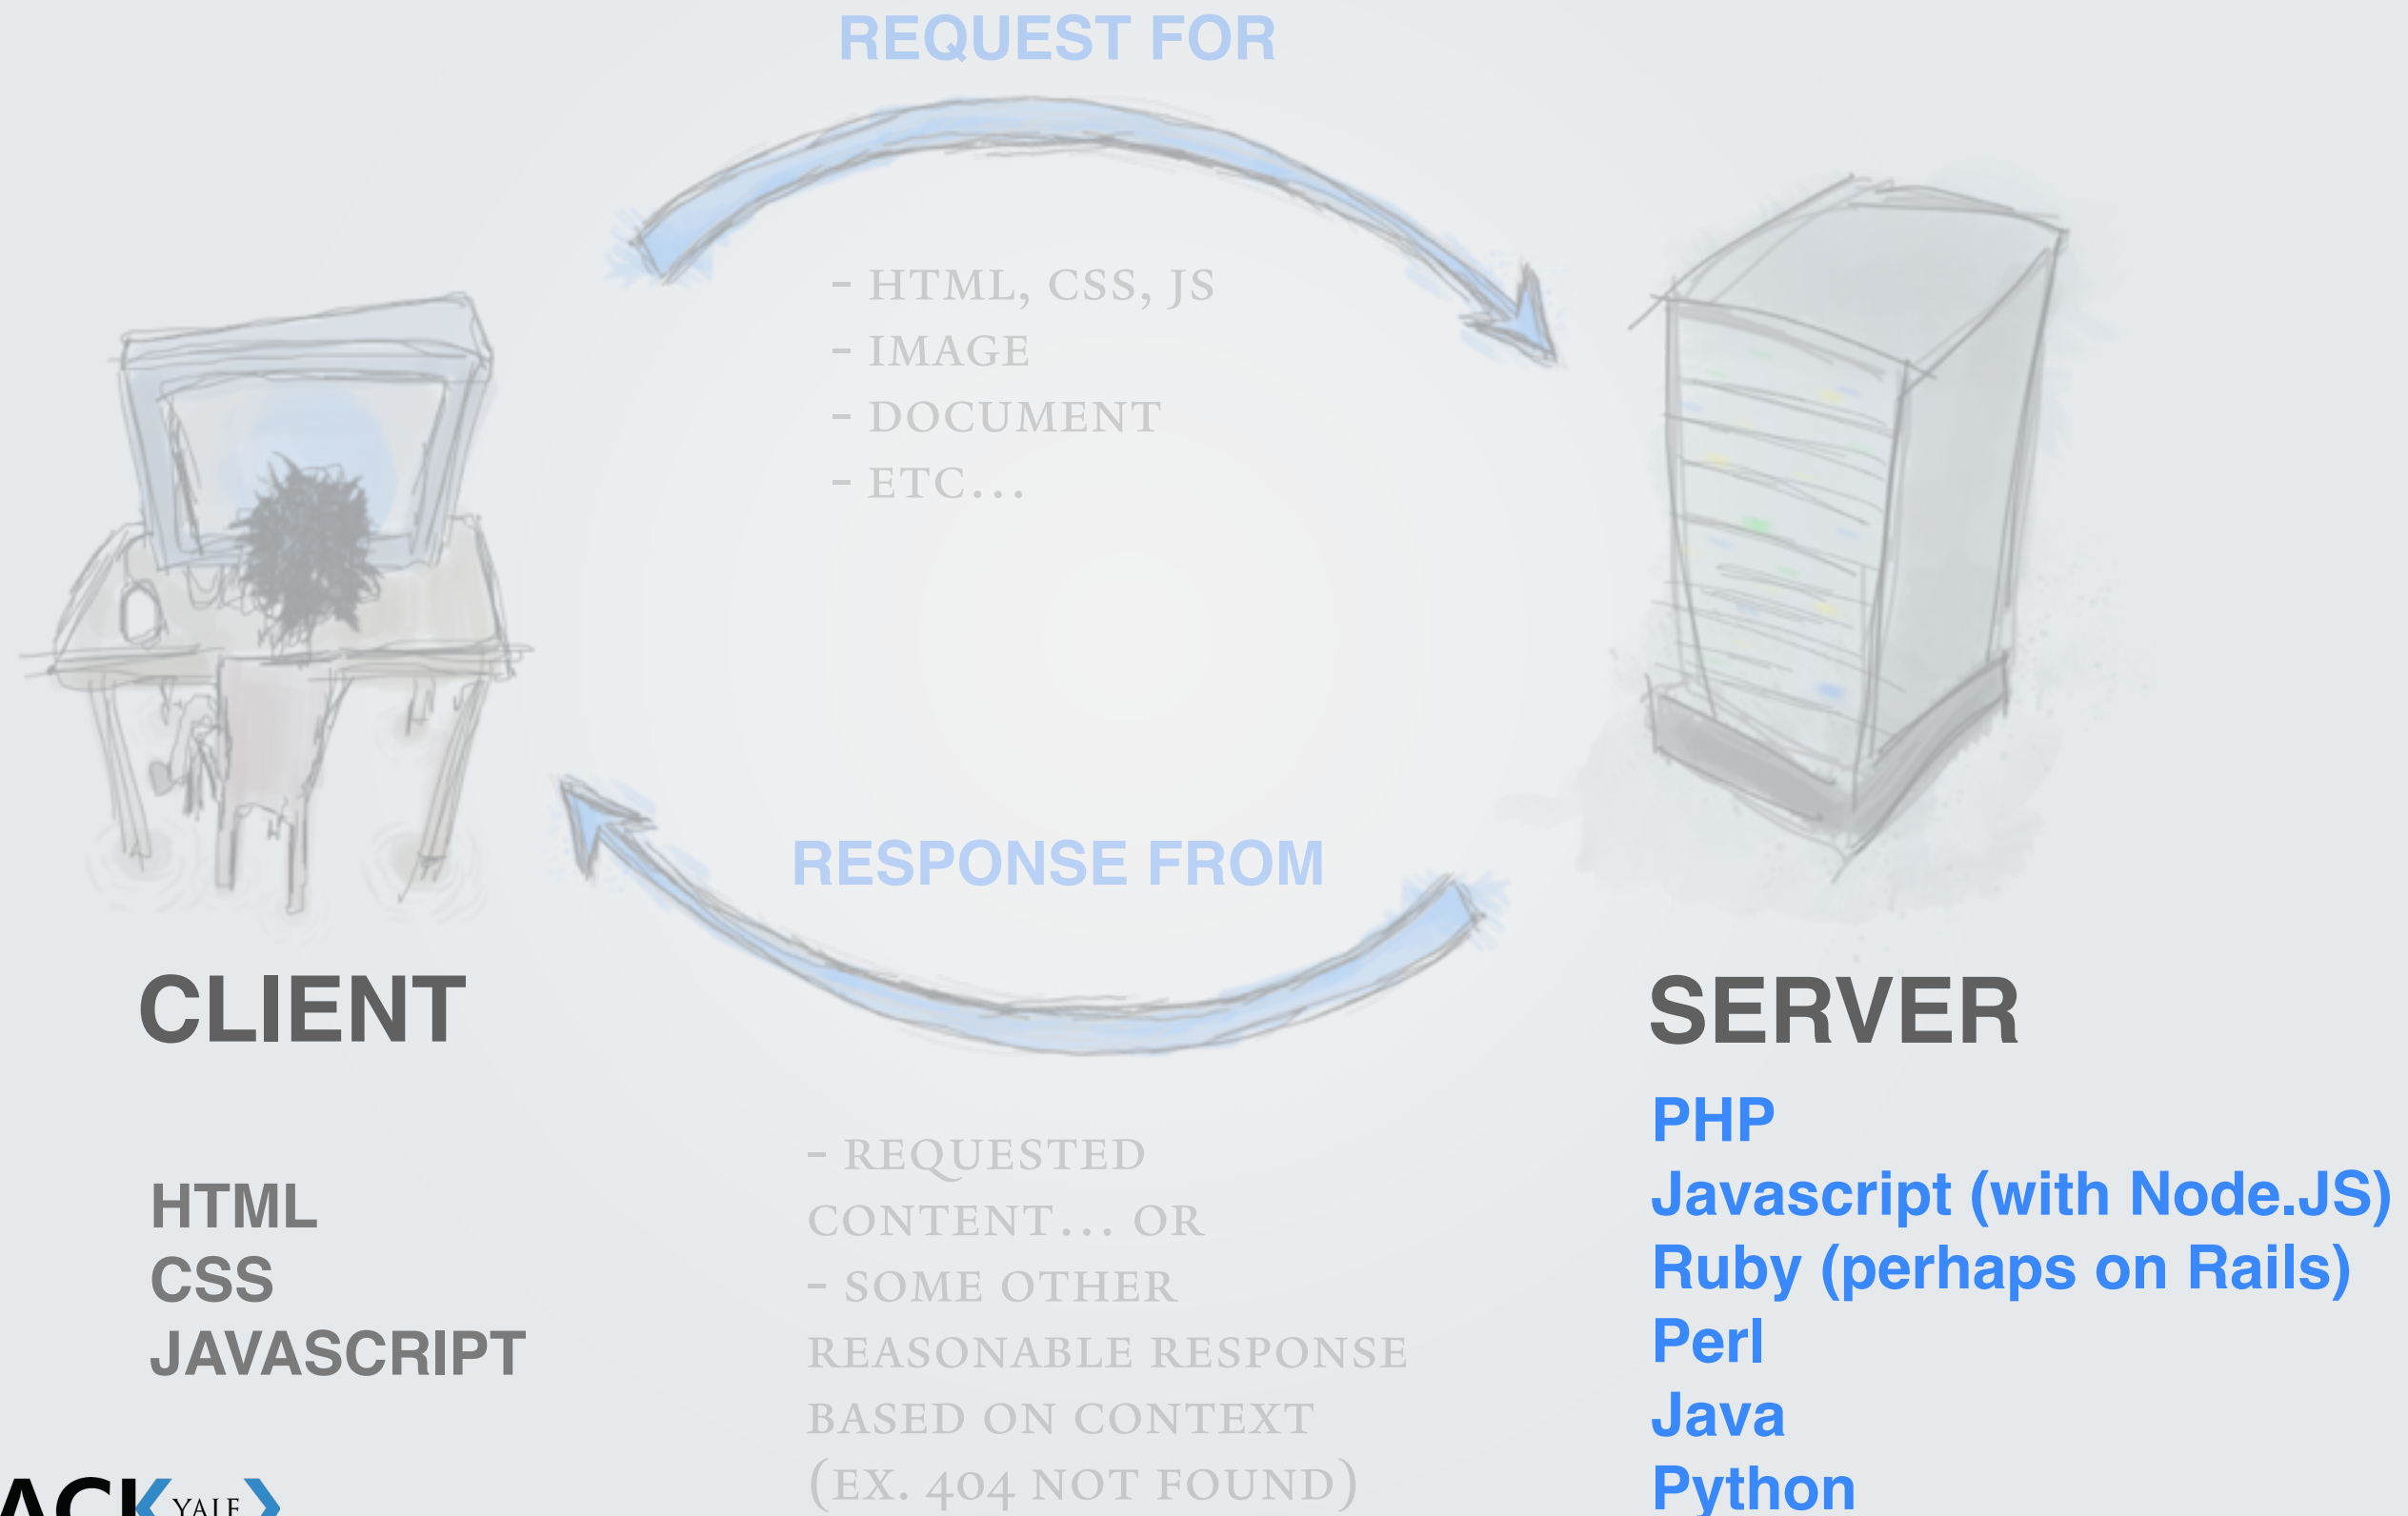 REQUEST FOR
- HTML, CSS, JS
- IMAGE
- DOCUMENT
- ETC...
RESPONSE FROM
CLIENT
HTML
CSS
JAVASCRIPT
- REQUESTED
CONTENT... OR
- SOME OTHER
REASONABLE RESPONSE
BASED ON CONTEXT
(EX. 404 NOT FOUND)
SERVER
PHP
Javascript (with Node.JS)
Ruby (perhaps on Rails)
Perl
Java
Python
YALE